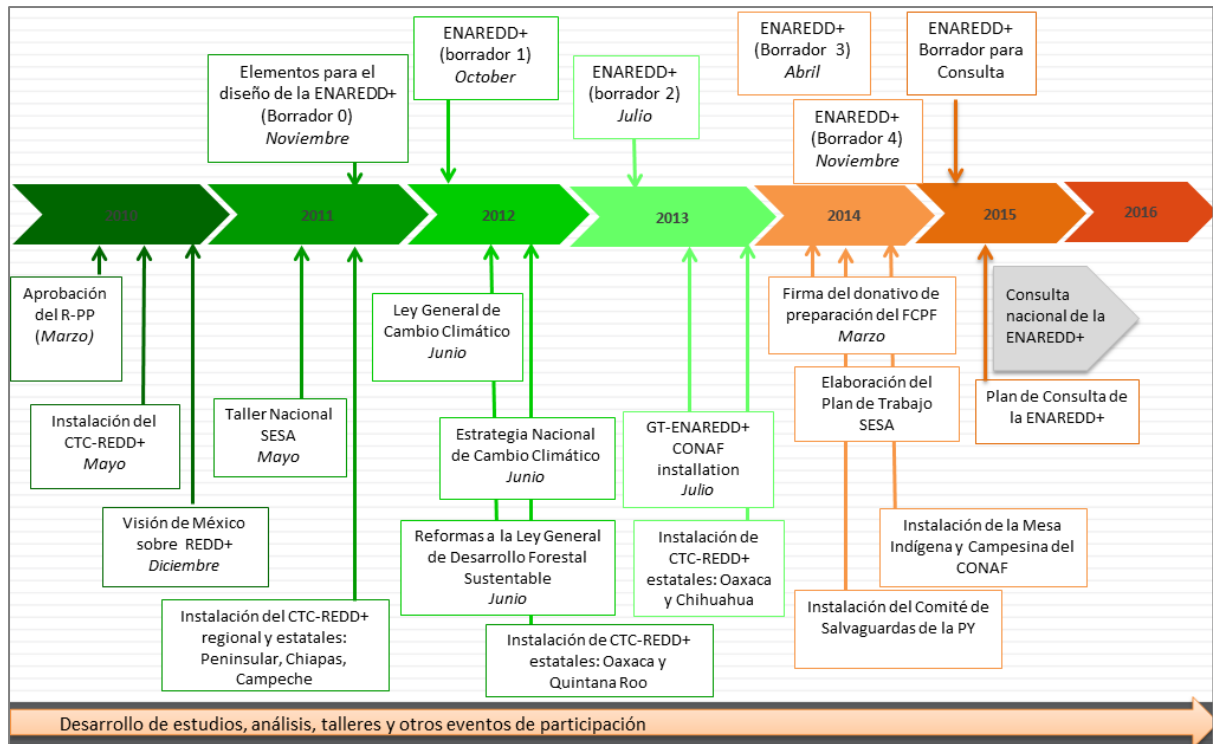 Elementos para el
diseño de la ENAREDD+
(Borrador 0)
Noviembre
ENAREDD+
(borrador 1)
October
ENAREDD+
(borrador 2)
Julio
ENAREDD+
(Borrador 3)
Abril
ENAREDD+
(Borrador 4)
Noviembre
ENAREDD+
Borrador para
Consulta
2010
2011
2012
2013
2014
2015
2016
Aprobación
del R-PP
(Marzo)
Instalación del
CTC-REDD+
Mayo
Visión de México
sobre REDD+
Diciembre
Taller Nacional
SESA
Mayo
Instalación del CTC-REDD+
regional y estatales:
Peninsular, Chiapas,
Campeche
Ley General de
Cambio Climático
Junio
Estrategia Nacional
de Cambio Climático
Junio
Reformas a la Ley General
de Desarrollo Forestal
Sustentable
Junio
Instalación de CTC-REDD+
estatales: Oaxaca y
Quintana Roo
GT-ENAREDD+
CONAF
installation
Julio
Instalación de
CTC-REDD+
estatales: Oaxaca
y Chihuahua
Firma del donativo de
preparación del FCPF
Marzo
Elaboración del
Plan de Trabajo
SESA
Instalación de la Mesa
Indígena y Campesina del
CONAF
Instalación del Comité de
Salvaguardas de la PY
Consulta
nacional de la
ENAREDD+
Plan de Consulta de
la ENAREDD+
Desarrollo de estudios, análisis, talleres y otros eventos de participación